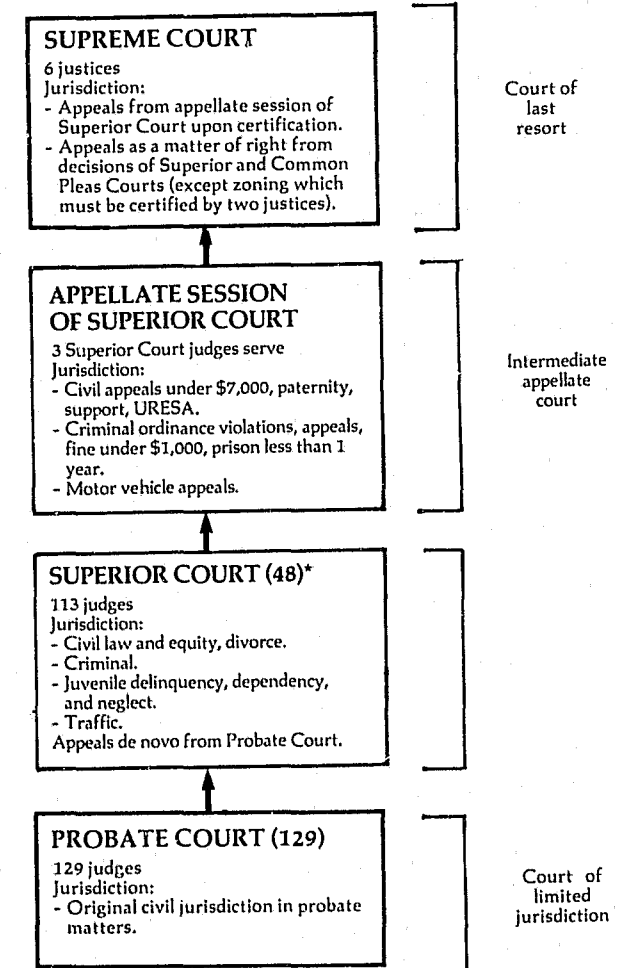 SUPREME COURT
6 justices
Jurisdiction:
- Appeals from appellate session of
Superior Court upon certification.
- Appeals as a matter of right from
decisions of Superior and Common
Pleas Courts (except zoning which
must be certified by two justices).
Court of
last
resort
APPELLATE SESSION
OF SUPERIOR COURT
3 Superior Court judges serve
Jurisdiction:
- Civil appeals under $7,000, paternity,
support, URESA.
- Criminal ordinance violations, appeals,
fine under $1,000, prison less than 1
year.
- Motor vehicle appeals.
Intermediate
appellate
court
SUPERIOR COURT (48)*
113 judges
Jurisdiction:
- Civil law and equity, divorce.
- Criminal.
- Juvenile delinquency, dependency,
and neglect.
- Traffic.
Appeals de novo from Probate Court.
PROBATE COURT (129)
129 judges
Jurisdiction:
- Original civil jurisdiction in probate
matters.
Court of
limited
jurisdiction